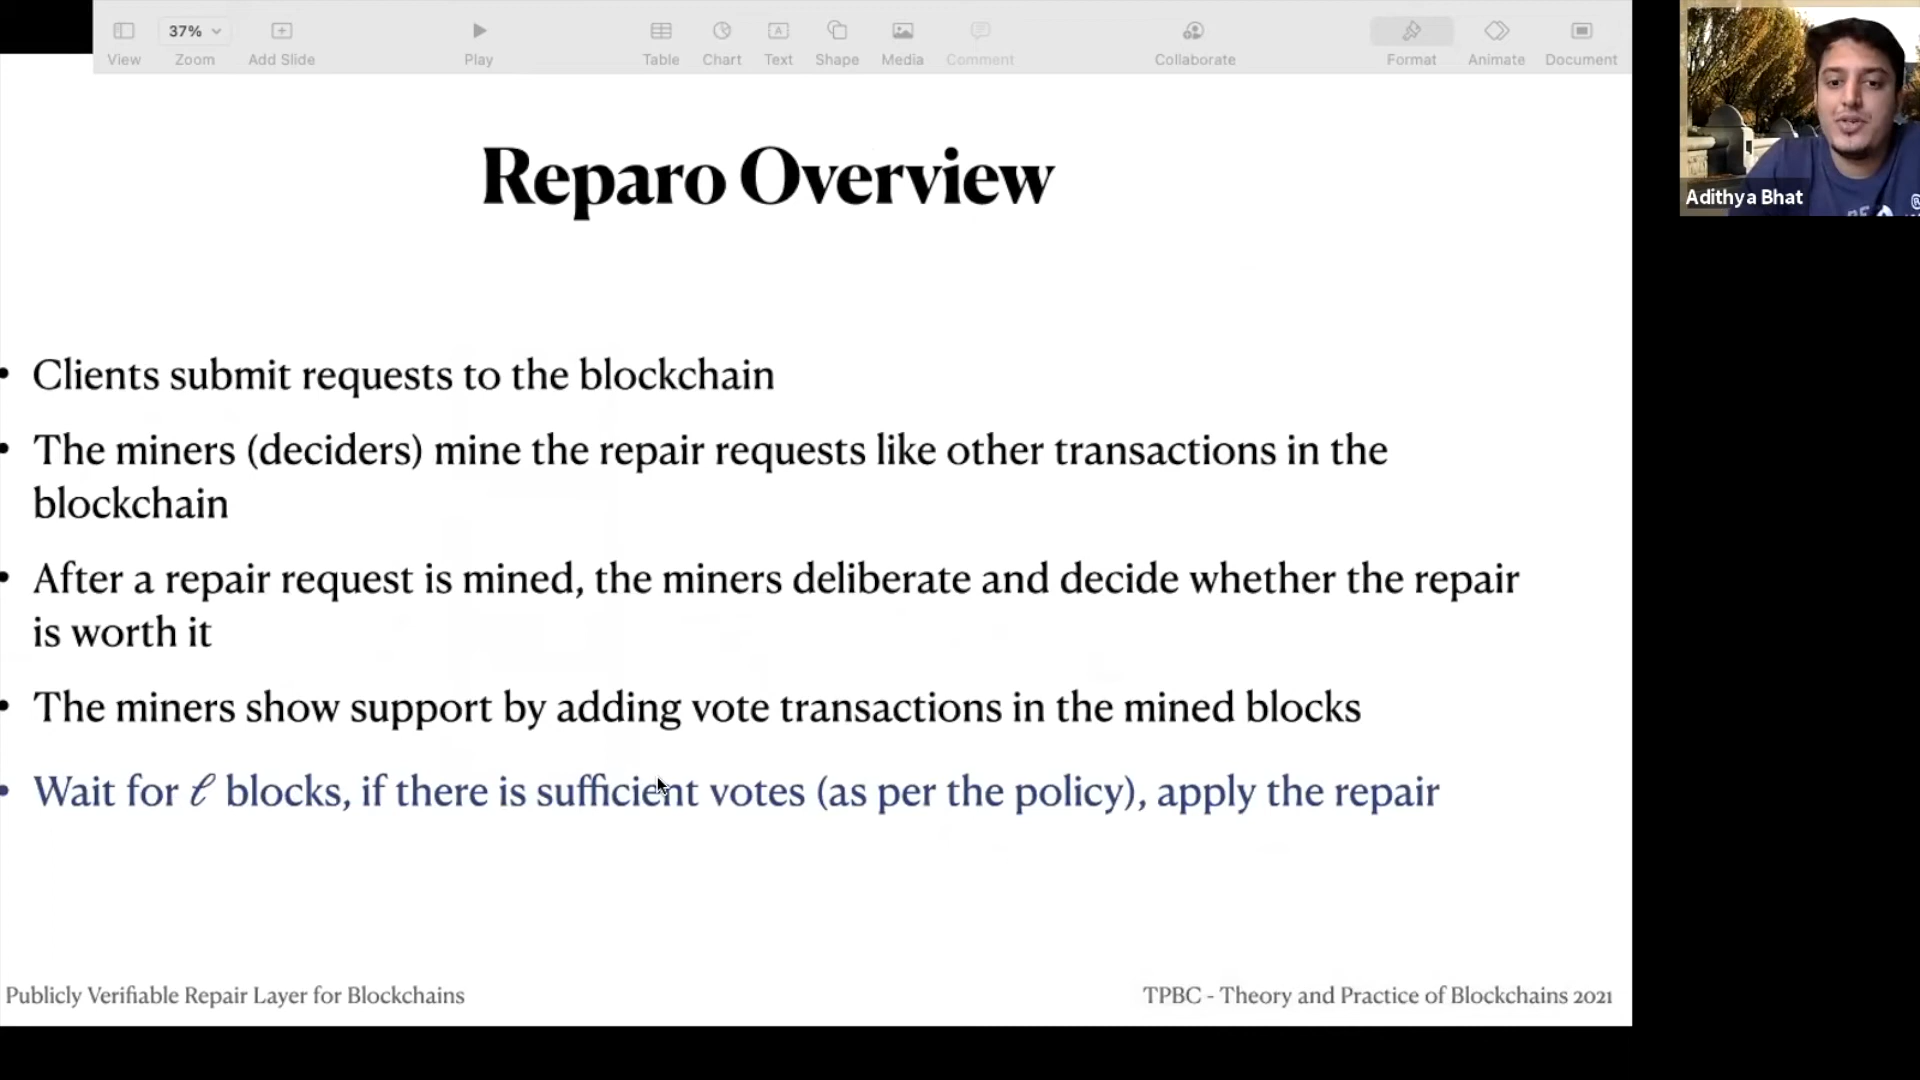 37%
View
Zoom
Add Slide
Play
Table
Chart
Text
Shape
Media
Comment
Collaborate
Format
Animate
Document
Adithya Bhat
Reparo Overview
• Clients submit requests to the blockchain
• The miners (deciders) mine the repair requests like other transactions in the
blockchain
• After a repair request is mined, the miners deliberate and decide whether the repair
is worth it
• The miners show support by adding vote transactions in the mined blocks
• Wait for ℓ blocks, if there is sufficient votes (as per the policy), apply the repair
Publicly Verifiable Repair Layer for Blockchains
TPBC - Theory and Practice of Blockchains 2021